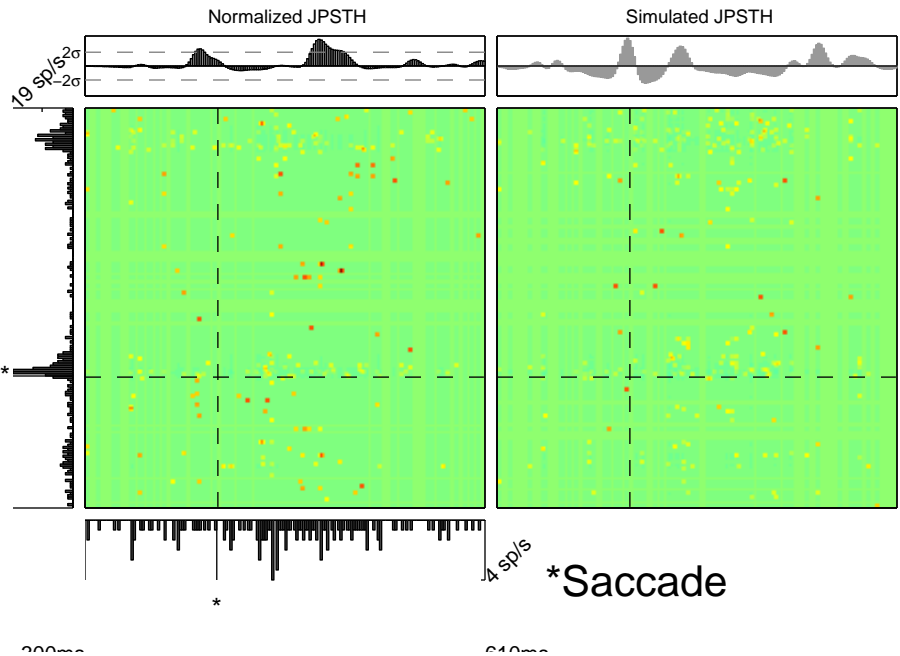 Normalized JPSTH
Simulated JPSTH
2σ
−2σ
19 sp/s
*
4 sp/s
*Saccade
*